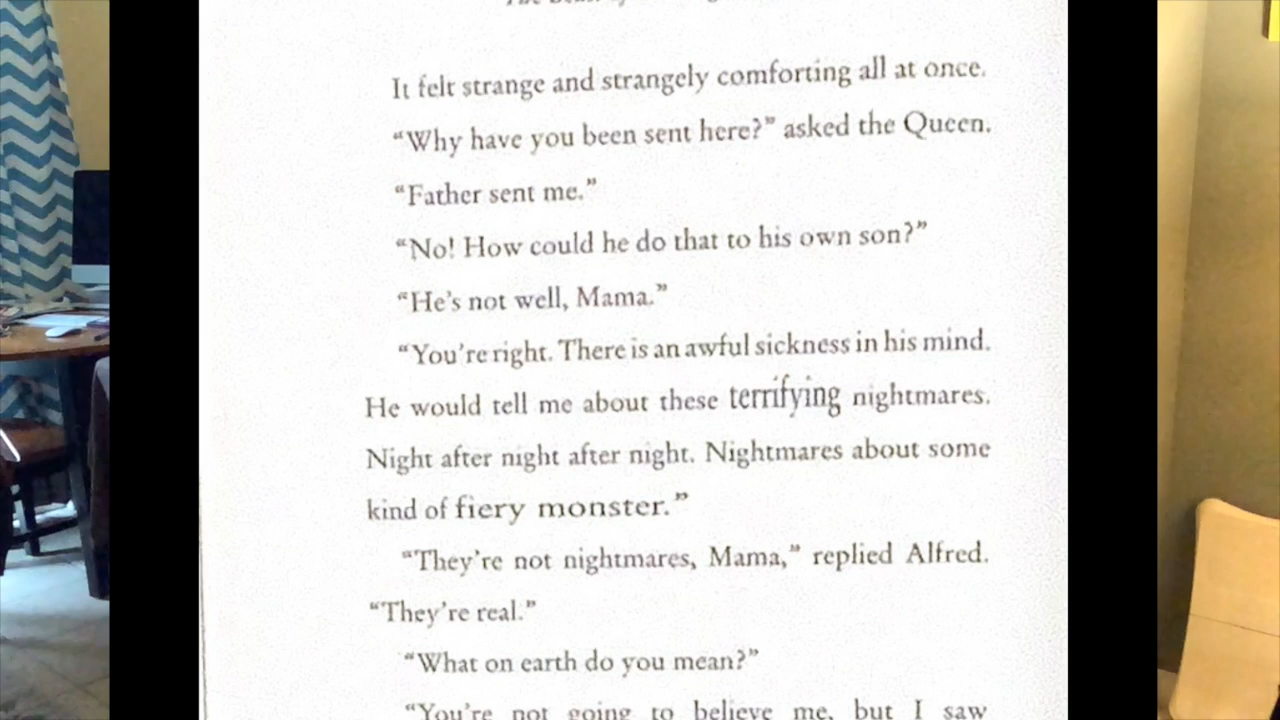 It felt strange and strangely comforting all at once.
“Why have you been sent here?” asked the Queen.
“Father sent me.”
“No! How could he do that to his own son?”
“He’s not well, Mama.”
“You’re right. There is an awful sickness in his mind.
He would tell me about these terrifying nightmares.
Night after night after night. Nightmares about some
kind of fiery monster.”
“They’re not nightmares, Mama,” replied Alfred.
“They’re real.”
“What on earth do you mean?”
“You’re not going to believe me, but I saw